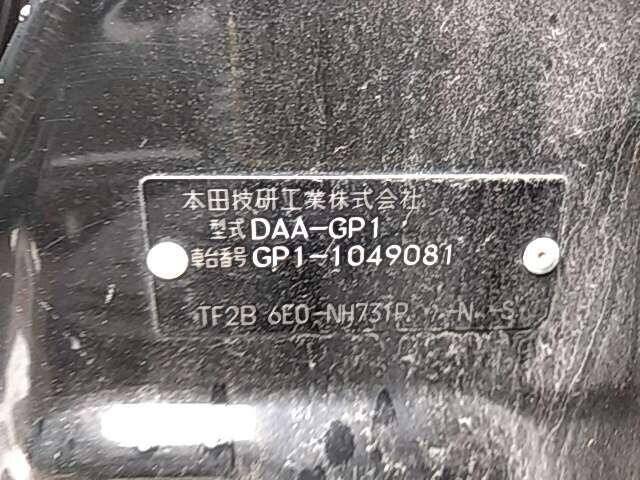 本田技研工業株式会社
型式 DAA-GP1
車台番号 GP1-1049081
TF2B 6E0-NH731P N S